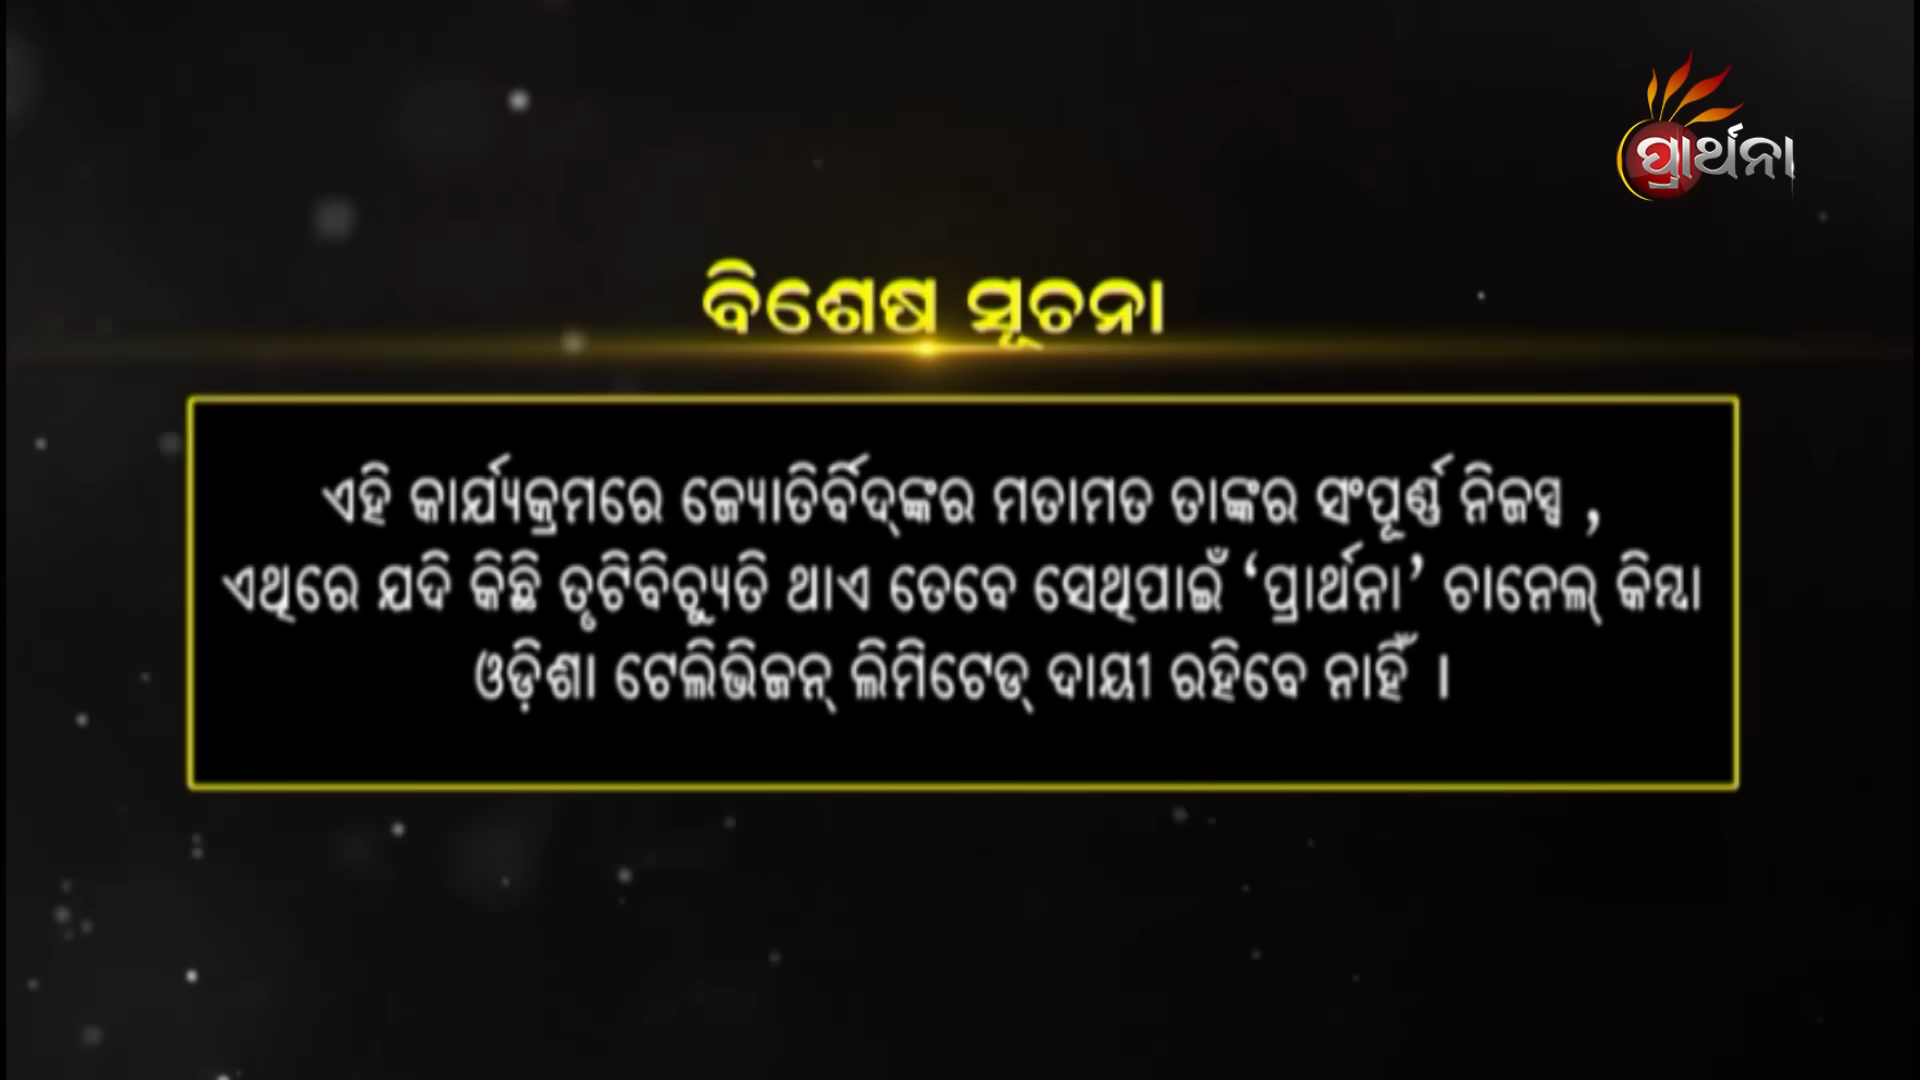 ପ୍ରାର୍ଥନା
ବିଶେଷ ସୂଚନା
ଏହି କାର୍ଯ୍ୟକ୍ରମରେ ଜ୍ୟୋତିର୍ବିଦ୍‌ଙ୍କର ମତାମତ ତାଙ୍କର ସଂପୂର୍ଣ୍ଣ ନିଜସ୍ୱ ,
ଏଥିରେ ଯଦି କିଛି ତୃଟିବିଚ୍ୟୁତି ଥାଏ ତେବେ ସେଥିପାଇଁ ‘ପ୍ରାର୍ଥନା’ ଚାନେଲ୍ କିମ୍ବା
ଓଡ଼ିଶା ଟେଲିଭିଜନ୍ ଲିମିଟେଡ୍ ଦାୟୀ ରହିବେ ନାହିଁ ।